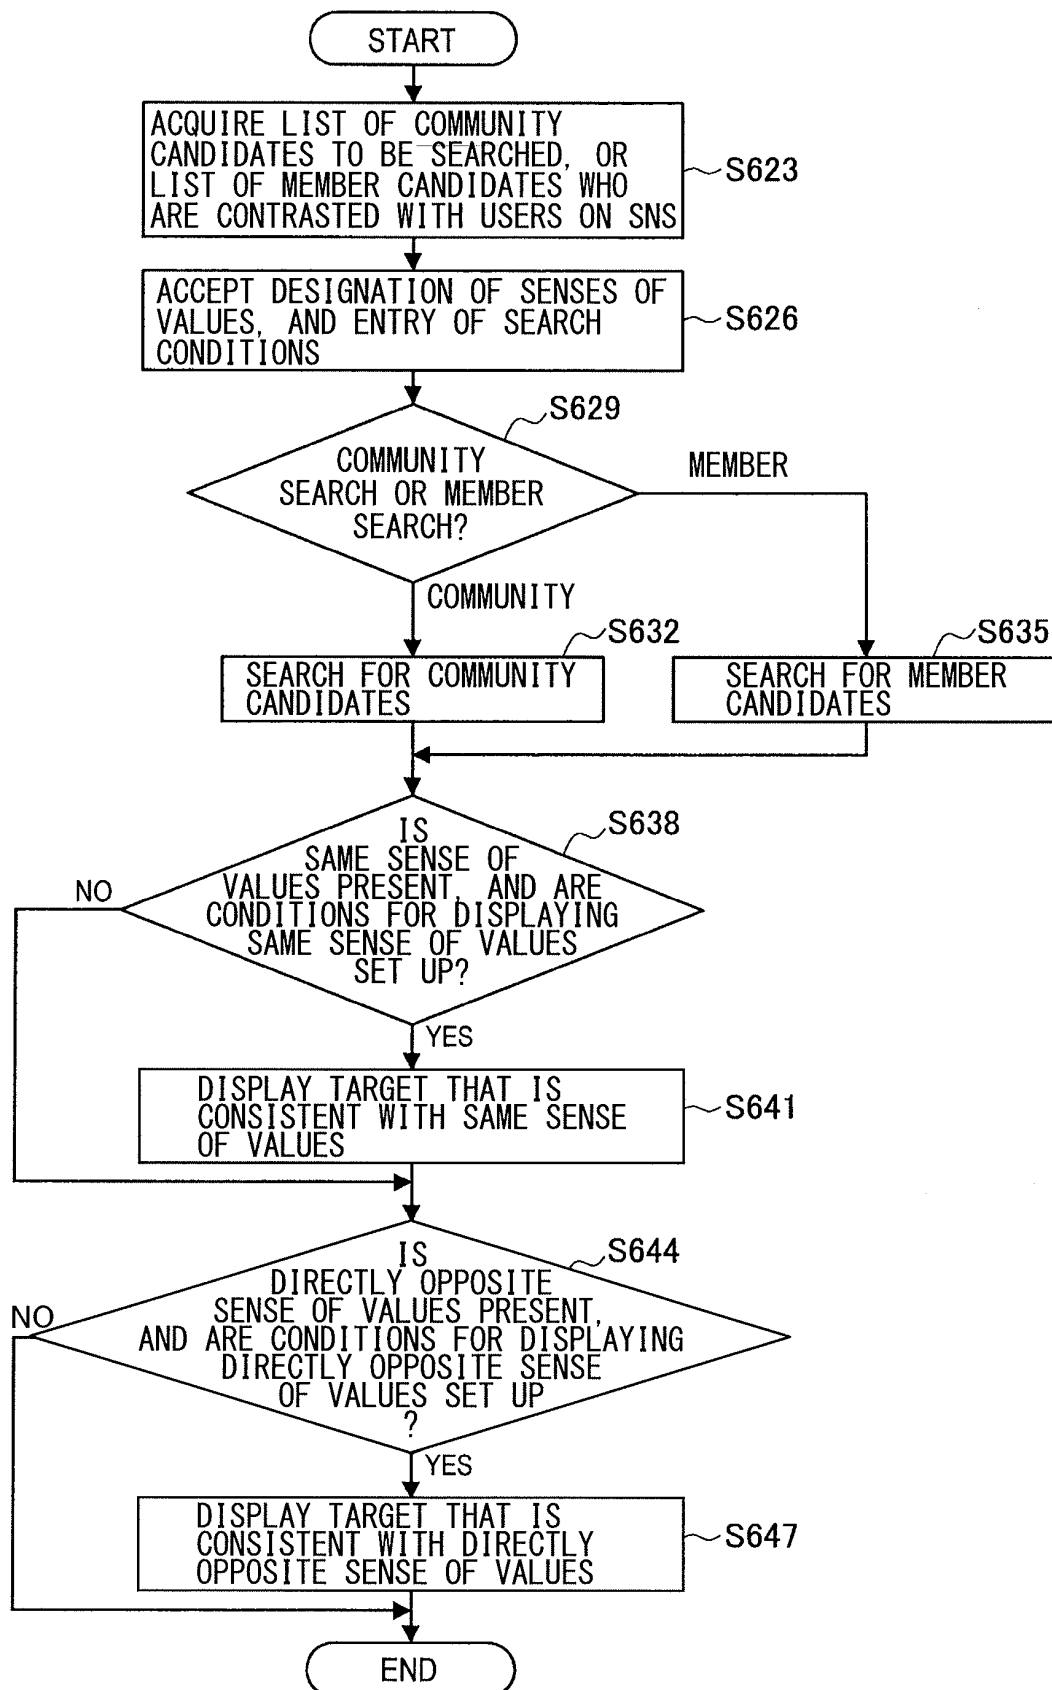 START
ACQUIRE LIST OF COMMUNITY
CANDIDATES TO BE SEARCHED, OR
LIST OF MEMBER CANDIDATES WHO
ARE CONTRASTED WITH USERS ON SNS
S623
ACCEPT DESIGNATION OF SENSES OF
VALUES, AND ENTRY OF SEARCH
CONDITIONS
S626
S629
COMMUNITY
SEARCH OR MEMBER
SEARCH?
MEMBER
COMMUNITY
S632
SEARCH FOR COMMUNITY
CANDIDATES
S635
SEARCH FOR MEMBER
CANDIDATES
S638
IS
SAME SENSE OF
VALUES PRESENT, AND ARE
CONDITIONS FOR DISPLAYING
SAME SENSE OF VALUES
SET UP?
NO
YES
DISPLAY TARGET THAT IS
CONSISTENT WITH SAME SENSE
OF VALUES
S641
S644
IS
DIRECTLY OPPOSITE
SENSE OF VALUES PRESENT,
AND ARE CONDITIONS FOR DISPLAYING
DIRECTLY OPPOSITE SENSE
OF VALUES SET UP
?
NO
YES
DISPLAY TARGET THAT IS
CONSISTENT WITH DIRECTLY
OPPOSITE SENSE OF VALUES
S647
END